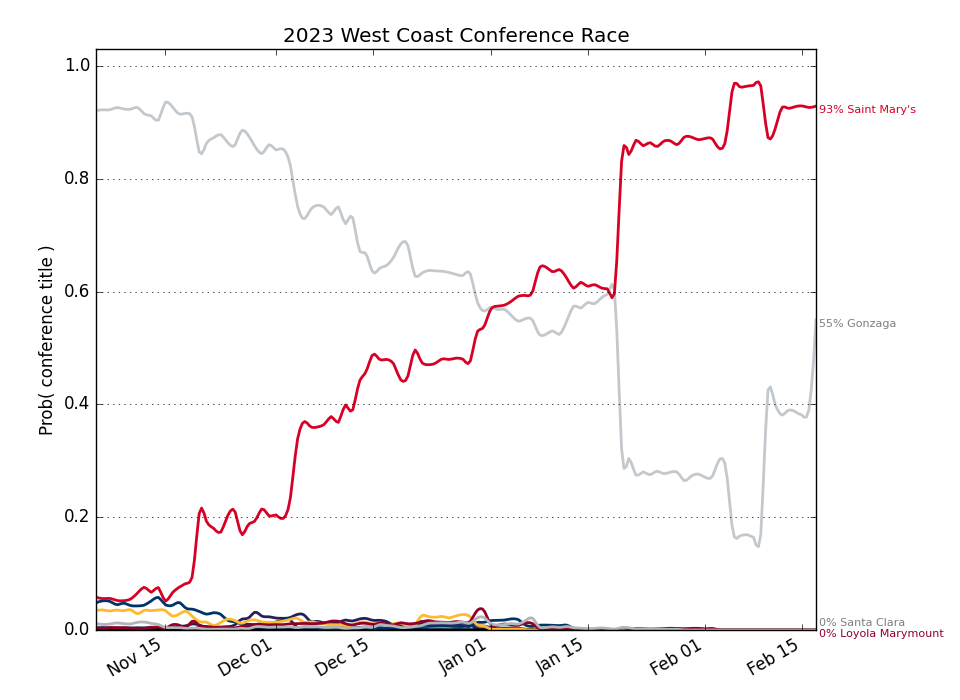 2023 West Coast Conference Race
1.0
0.8
0.6
0.4
0.2
0.0
Prob( conference title )
93% Saint Mary's
55% Gonzaga
0% Santa Clara
0% Loyola Marymount
Nov 15
Dec 01
Dec 15
Jan 01
Jan 15
Feb 01
Feb 15